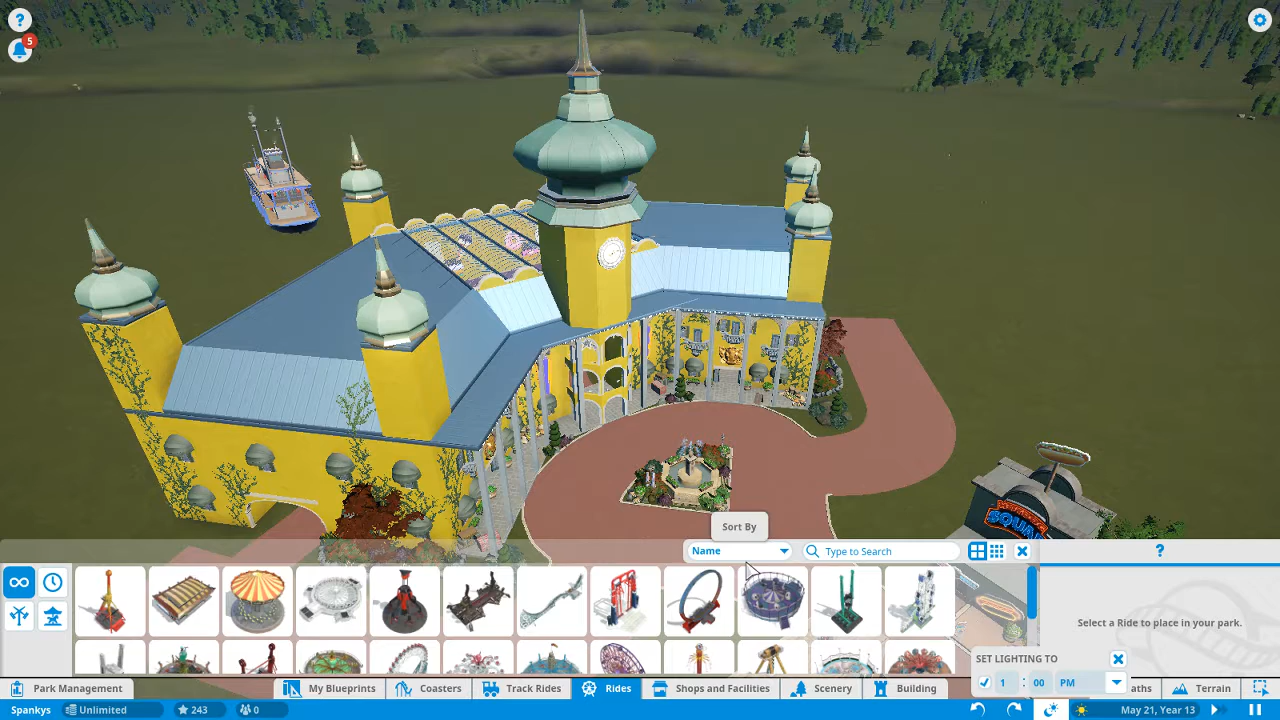 ?
5
SQUA
Sort By
Name
Type to Search
?
Select a Ride to place in your park.
SET LIGHTING TO
1 : 00 PM
Park Management
My Blueprints
Coasters
Track Rides
Rides
Shops and Facilities
Scenery
Building
aths
Terrain
Spankys
Unlimited
243
0
May 21, Year 13